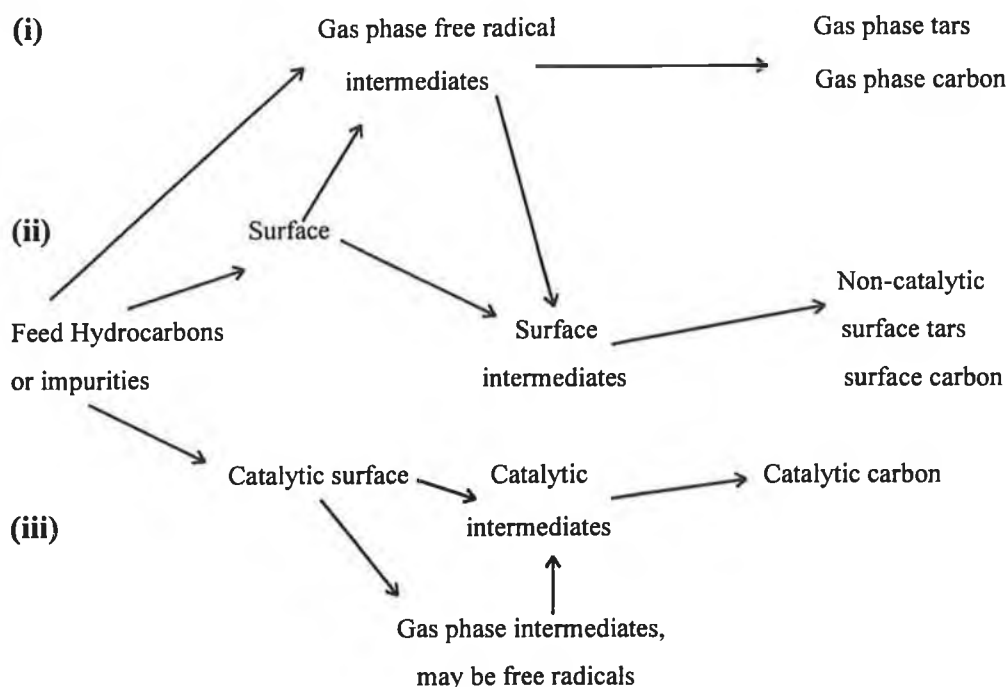 (i)
Gas phase free radical
intermediates
Gas phase tars
Gas phase carbon
(ii)
Surface
Feed Hydrocarbons
or impurities
Surface
intermediates
Non-catalytic
surface tars
surface carbon
(iii)
Catalytic surface
Catalytic
intermediates
Catalytic carbon
Gas phase intermediates,
may be free radicals